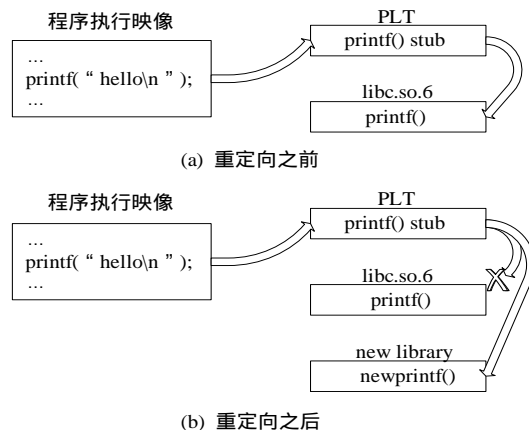 程序执行映像
…
printf( “ hello\n ” );
…
PLT
printf() stub
libc.so.6
printf()
(a) 重定向之前
程序执行映像
…
printf( “ hello\n ” );
…
PLT
printf() stub
libc.so.6
printf()
X
new library
newprintf()
(b) 重定向之后